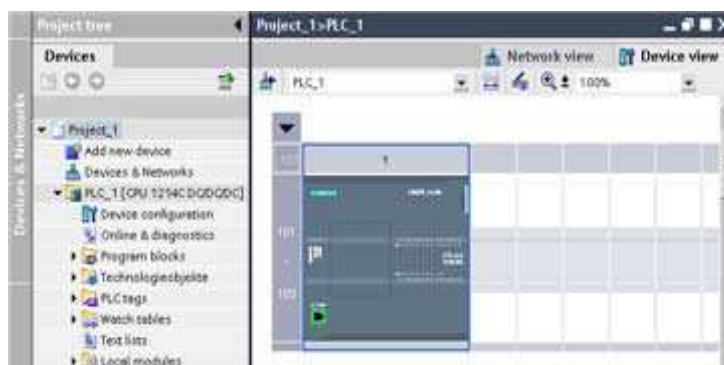 Project tree
Project_1>PLC_1
Devices
Network view
Device view
PLC_1
100%
Devices & Networks
Project_1
Add new device
Devices & Networks
PLC_1 [CPU 1214C DC/DC/DC]
Device configuration
Online & diagnostics
Program blocks
Technologieobjekte
PLC tags
Watch tables
Text lists
Local modules
1
101